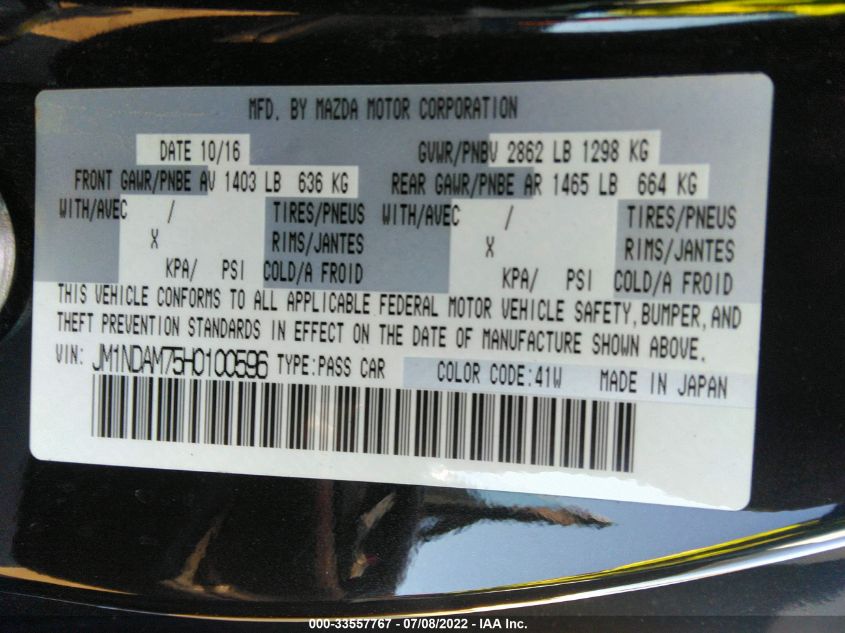 MFD. BY MAZDA MOTOR CORPORATION
DATE 10/16 GVWR/PNBV 2862 LB 1298 KG
FRONT GAWR/PNBE AV 1403 LB 636 KG REAR GAWR/PNBE AR 1465 LB 664 KG
WITH/AVEC / TIRES/PNEUS WITH/AVEC / TIRES/PNEUS
X RIMS/JANTES X RIMS/JANTES
KPA/ PSI COLD/A FROID KPA/ PSI COLD/A FROID
THIS VEHICLE CONFORMS TO ALL APPLICABLE FEDERAL MOTOR VEHICLE SAFETY, BUMPER, AND
THEFT PREVENTION STANDARDS IN EFFECT ON THE DATE OF MANUFACTURE SHOWN ABOVE.
VIN: JM1NDAM75H0100596 TYPE:PASS CAR COLOR CODE:41W MADE IN JAPAN
000-33557767 - 07/08/2022 - IAA Inc.